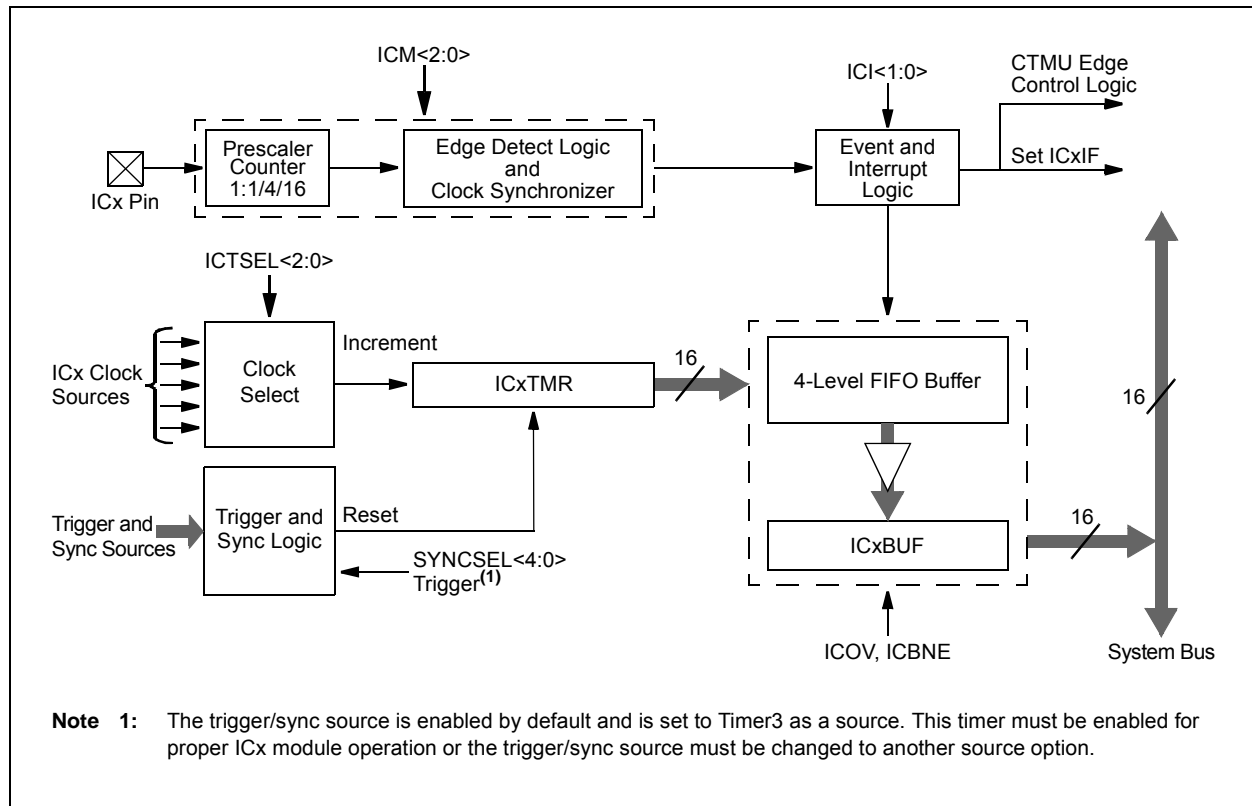 ICM<2:0>
ICI<1:0>
CTMU Edge
Control Logic
Prescaler
Counter
1:1/4/16
Edge Detect Logic
and
Clock Synchronizer
Event and
Interrupt
Logic
Set ICxIF
ICx Pin
ICTSEL<2:0>
ICx Clock
Sources
Clock
Select
Increment
ICxTMR
16
4-Level FIFO Buffer
16
Trigger and
Sync Sources
Trigger and
Sync Logic
Reset
SYNCSEL<4:0>
Trigger(1)
ICxBUF
16
ICOV, ICBNE
System Bus
Note 1: The trigger/sync source is enabled by default and is set to Timer3 as a source. This timer must be enabled for
proper ICx module operation or the trigger/sync source must be changed to another source option.